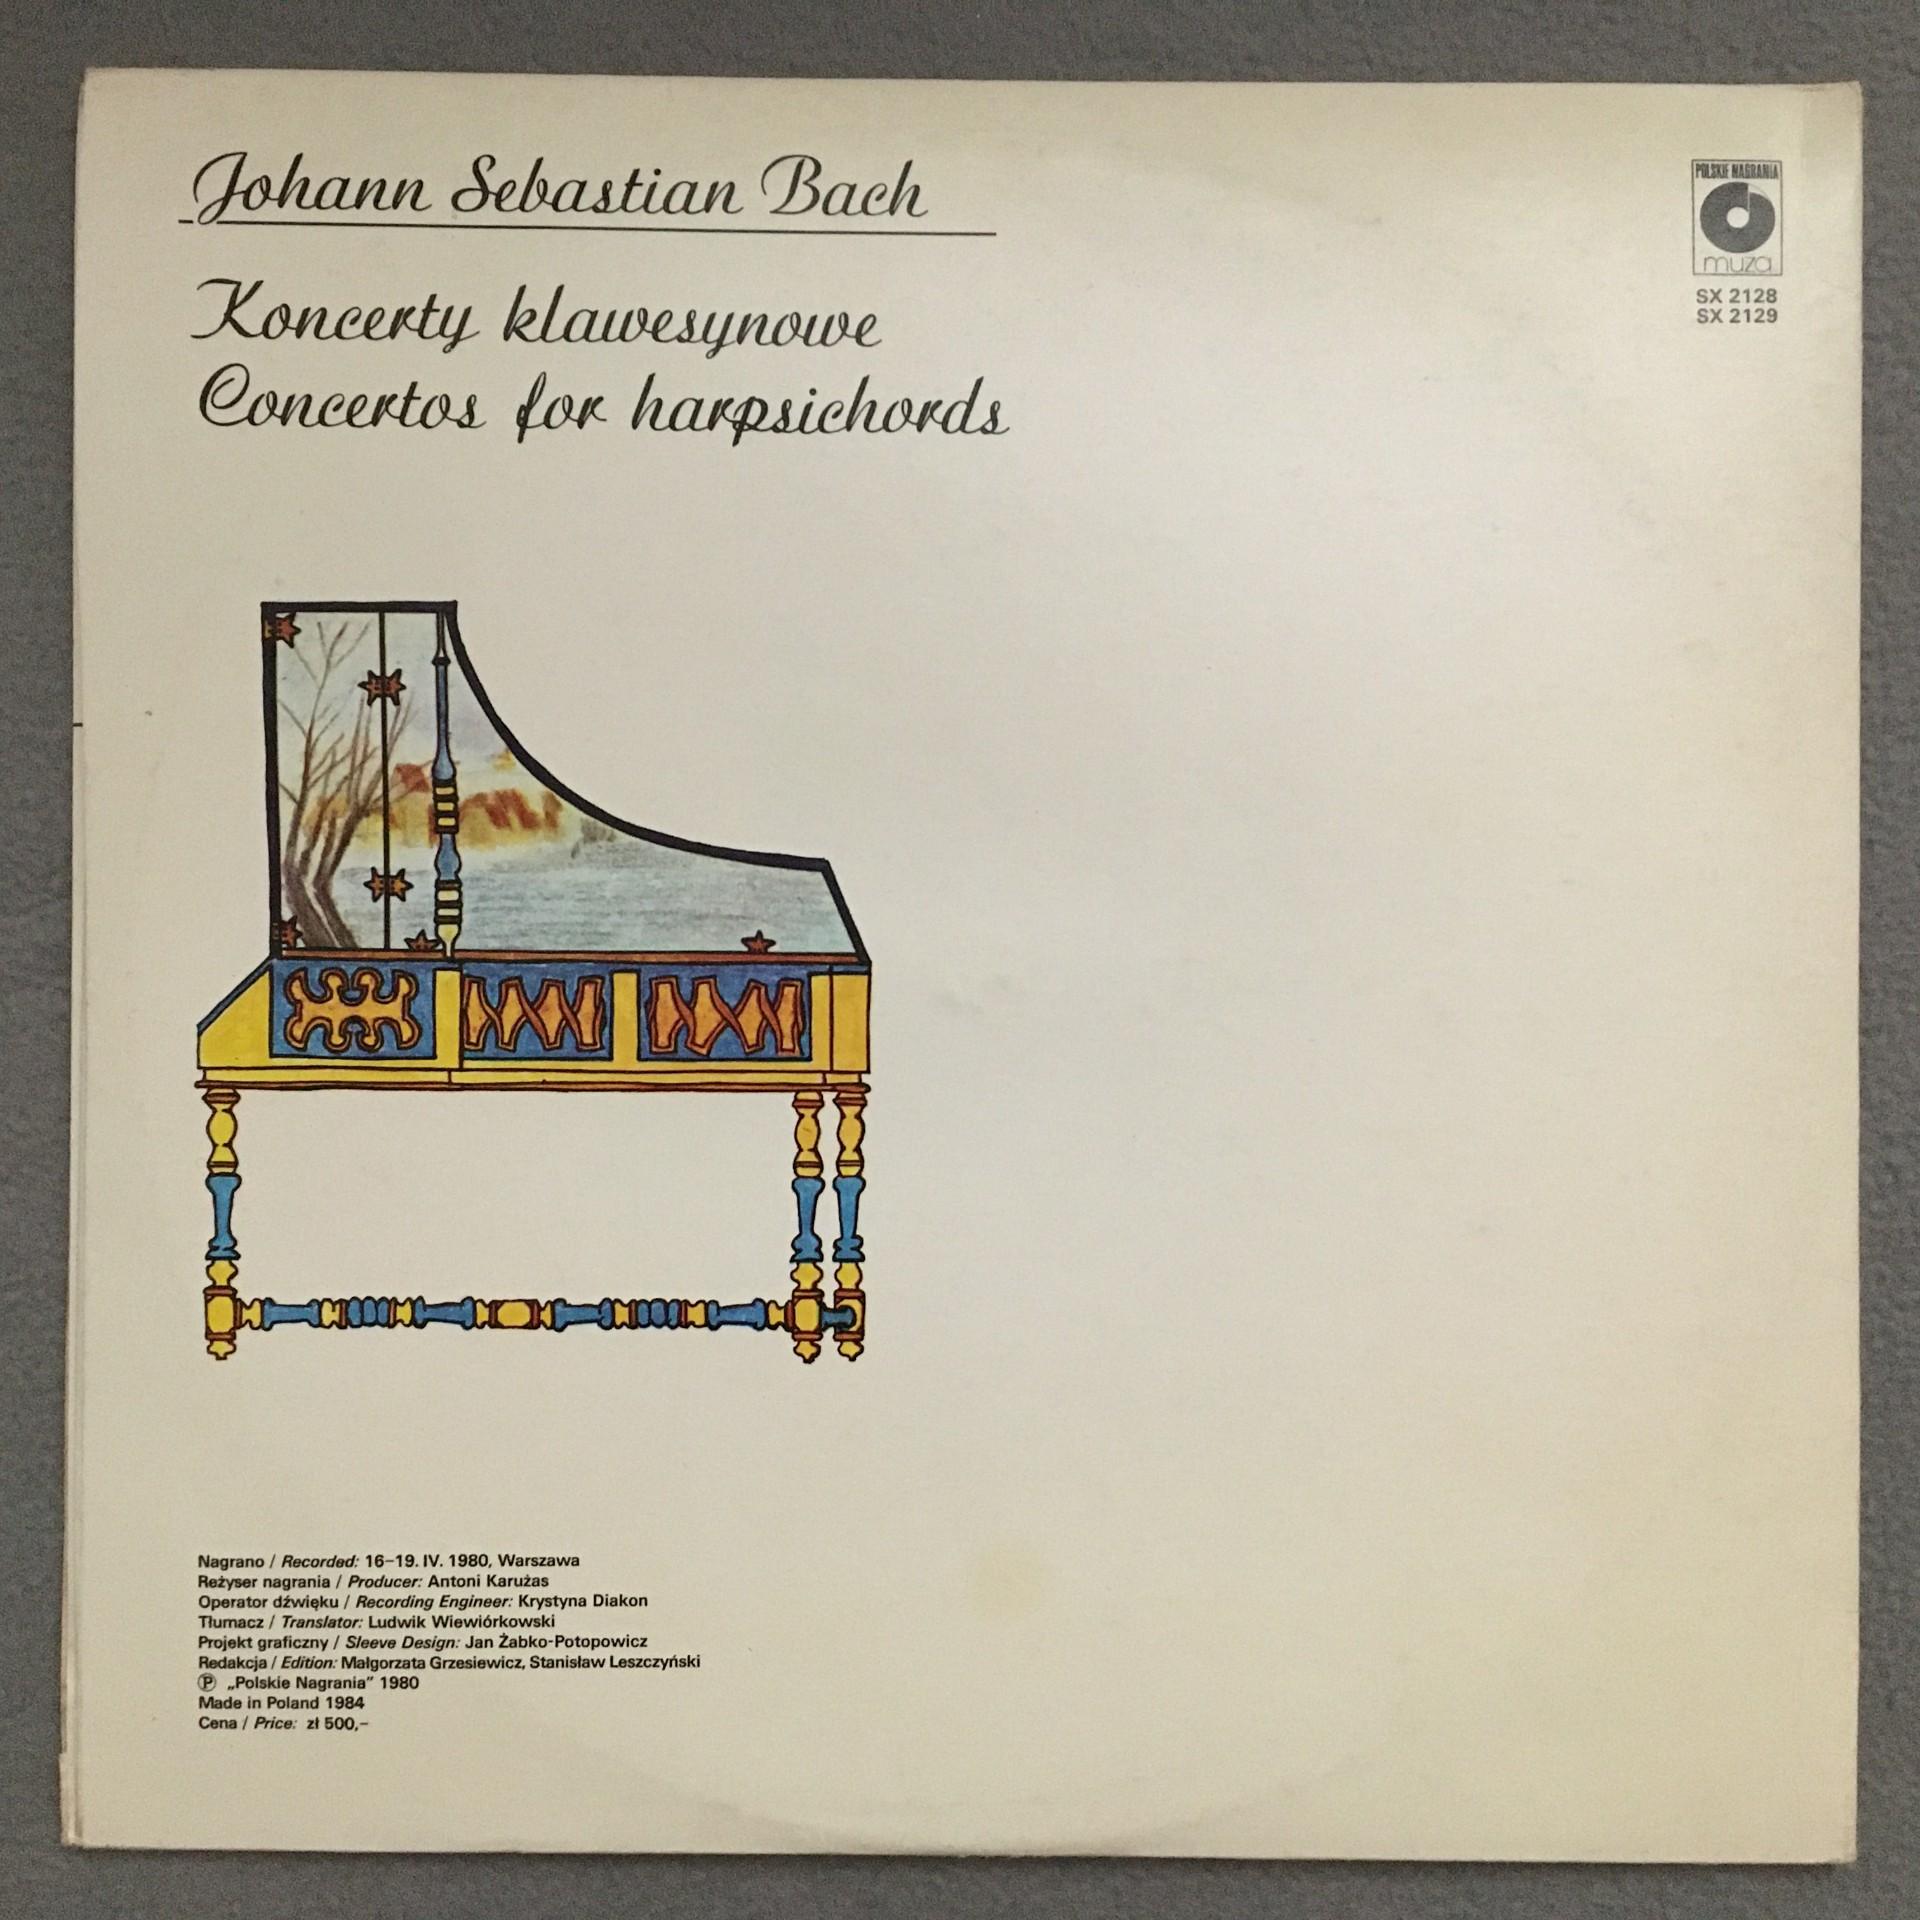 Johann Sebastian Bach
Koncerty klawesynowe
Concertos for harpsichords
POLSKIE NAGRANIA
muza
SX 2128
SX 2129
Nagrano / Recorded: 16–19. IV. 1980, Warszawa
Reżyser nagrania / Producer: Antoni Karużas
Operator dźwięku / Recording Engineer: Krystyna Diakon
Tłumacz / Translator: Ludwik Wiewiórkowski
Projekt graficzny / Sleeve Design: Jan Żabko-Potopowicz
Redakcja / Edition: Małgorzata Grzesiewicz, Stanisław Leszczyński
Ⓟ „Polskie Nagrania” 1980
Made in Poland 1984
Cena / Price: zł 500,–